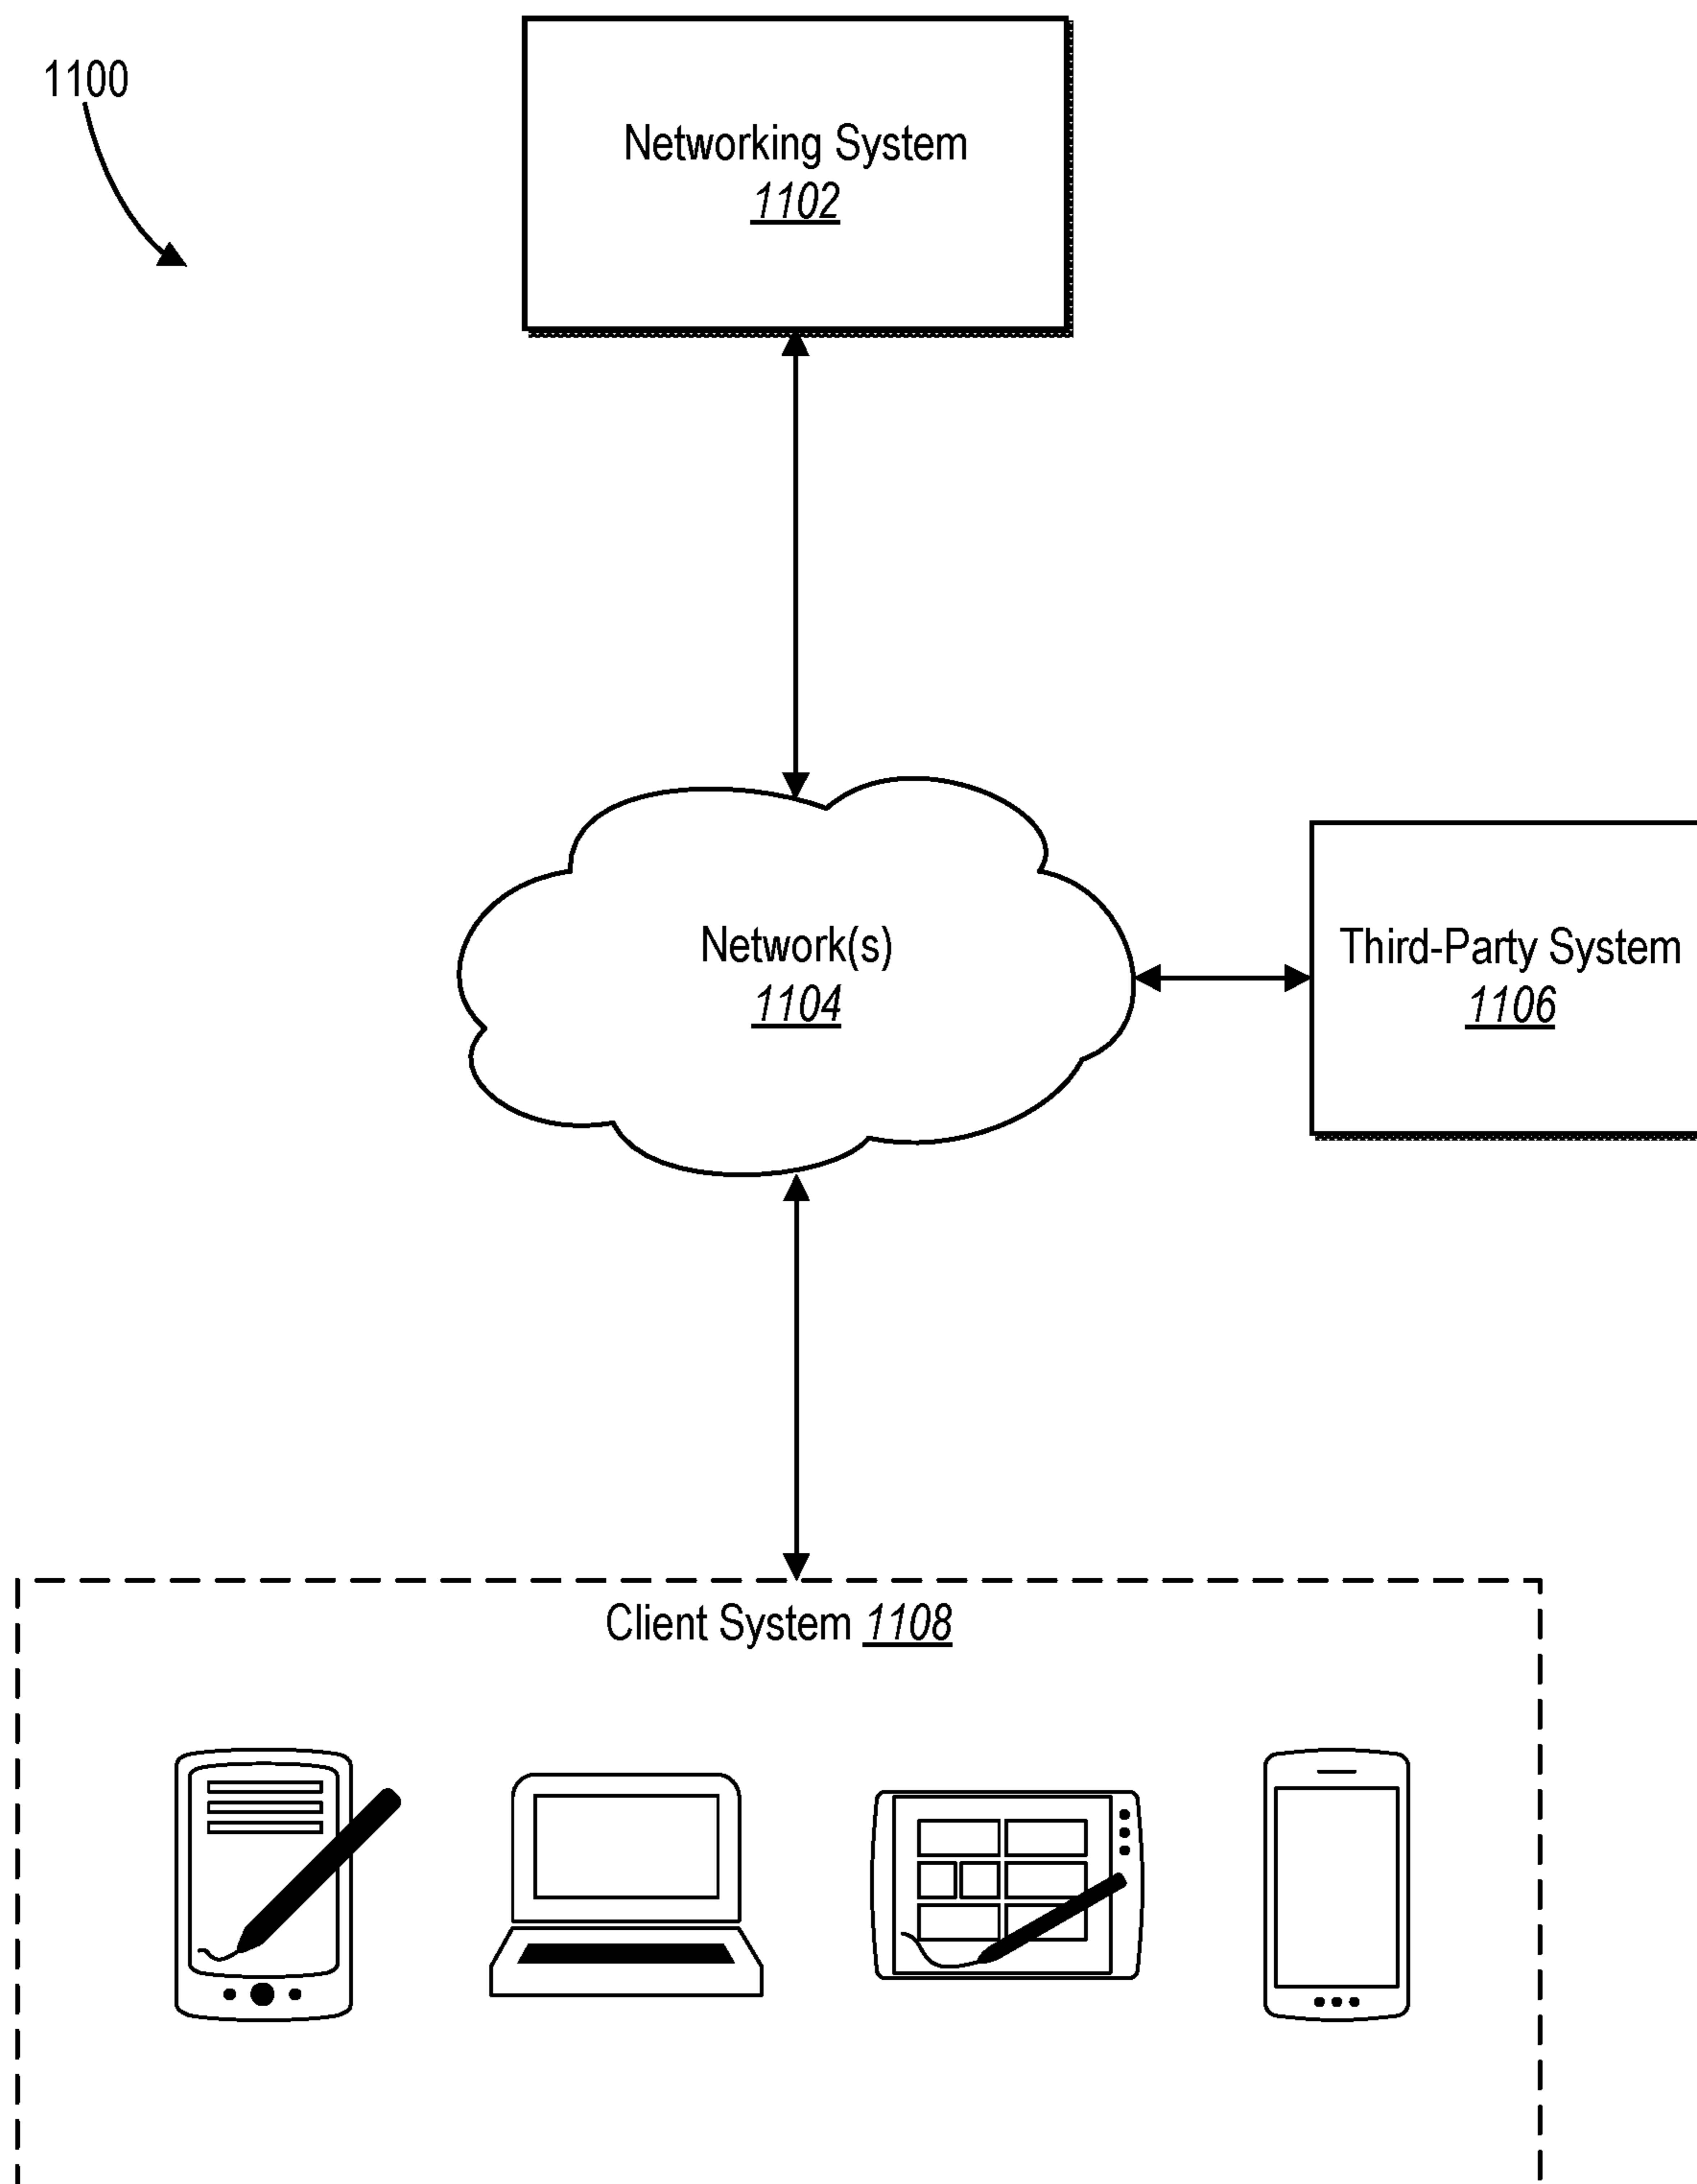 1100
Networking System
1102
Network(s)
1104
Third-Party System
1106
Client System 1108